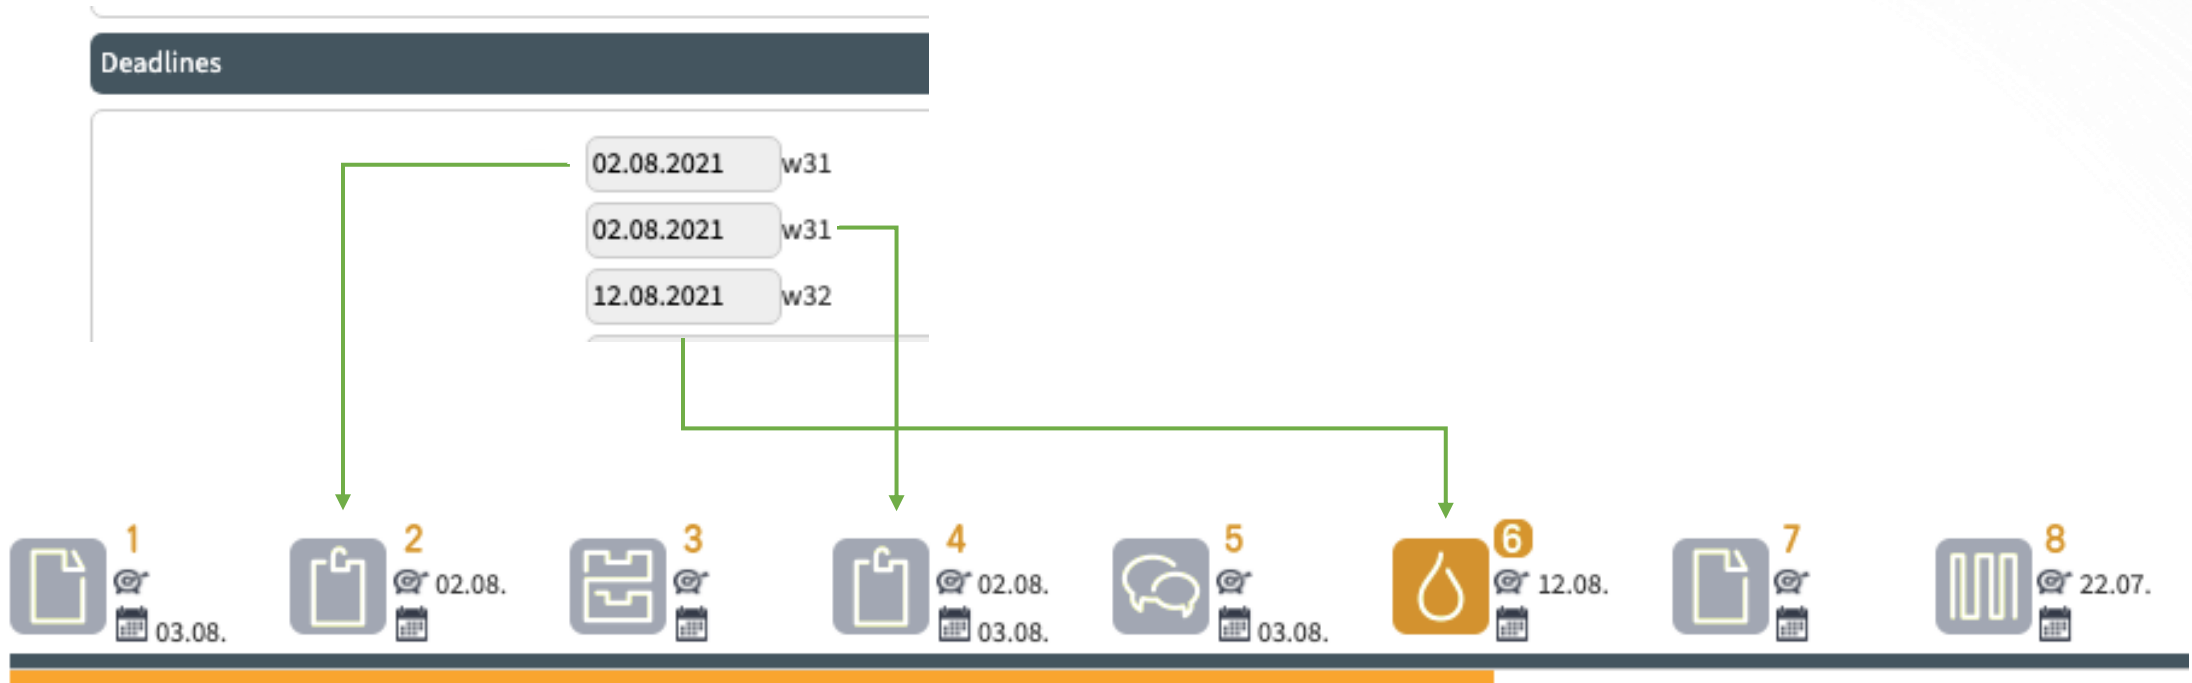 Deadlines
02.08.2021 w31
02.08.2021 w31
12.08.2021 w32
1 2 3 4 5 6 7 8
02.08. 02.08. 12.08. 22.07.
03.08. 03.08. 03.08.